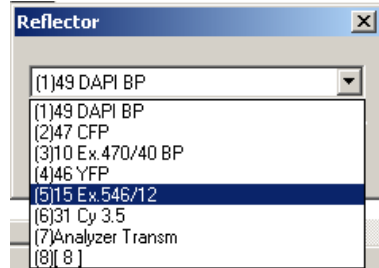 Reflector
(1)49 DAPI BP
(1)49 DAPI BP
(2)47 CFP
(3)10 Ex.470/40 BP
(4)46 YFP
(5)15 Ex.546/12
(6)31 Cy 3.5
(7)Analyzer Transm
(8)[ 8 ]